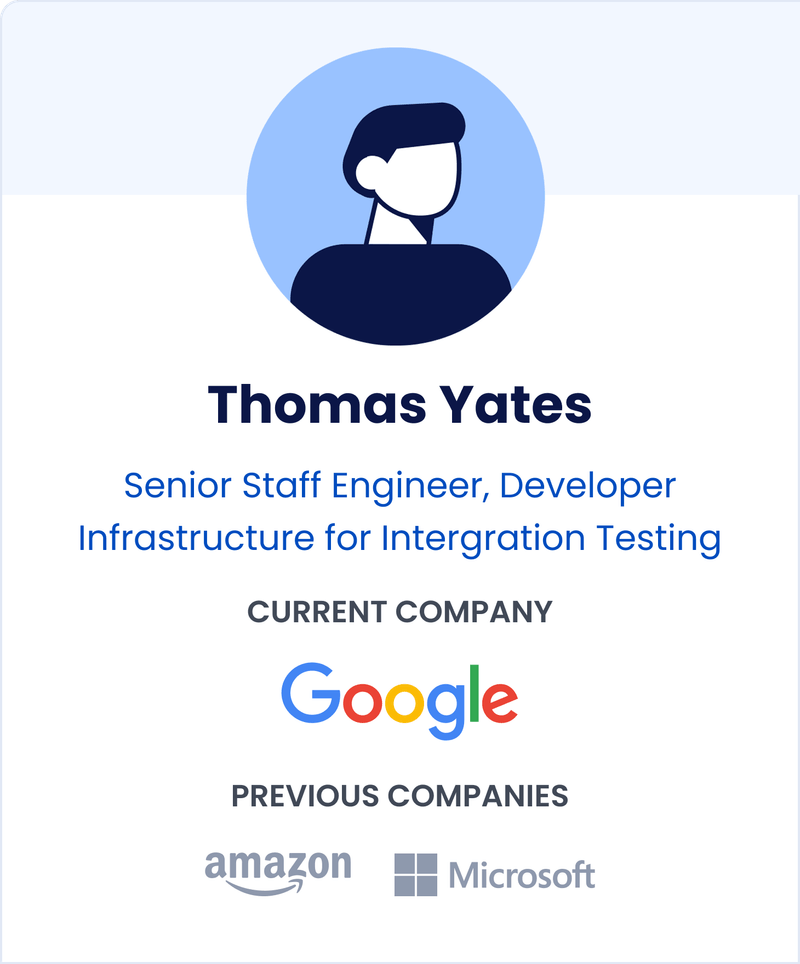 Thomas Yates
Senior Staff Engineer, Developer
Infrastructure for Intergration Testing
CURRENT COMPANY
Google
PREVIOUS COMPANIES
amazon Microsoft